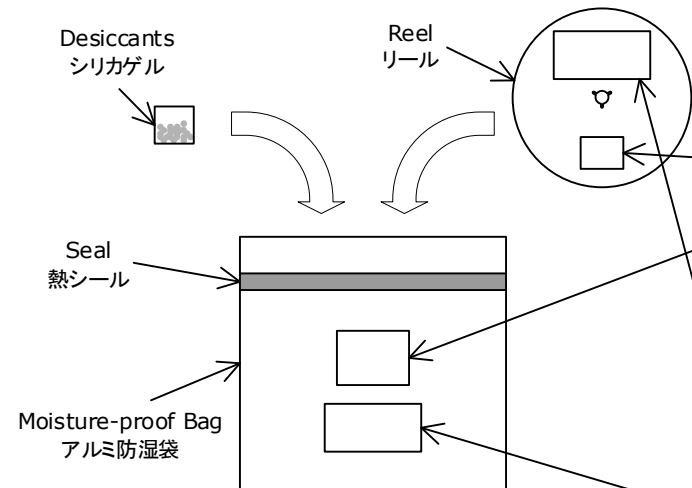 Desiccants
シリカゲル
Reel
リール
Seal
熱シール
Moisture-proof Bag
アルミ防湿袋